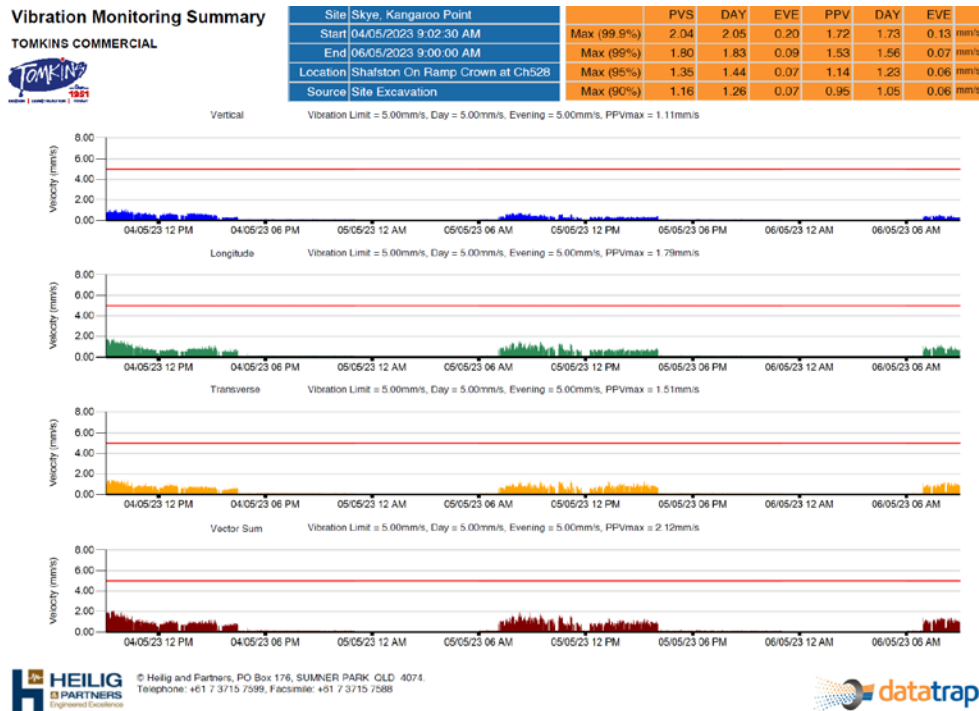 Vibration Monitoring Summary
TOMKINS COMMERCIAL
TOMKINS
1951
Site Skye, Kangaroo Point
Start 04/05/2023 9:02:30 AM
End 06/05/2023 9:00:00 AM
Location Shafston On Ramp Crown at Ch528
Source Site Excavation
PVS DAY EVE PPV DAY EVE
Max (99.9%) 2.04 2.05 0.20 1.72 1.73 0.13 mm/s
Max (99%) 1.80 1.83 0.09 1.53 1.56 0.07 mm/s
Max (95%) 1.35 1.44 0.07 1.14 1.23 0.06 mm/s
Max (90%) 1.16 1.26 0.07 0.95 1.05 0.06 mm/s
Vertical Vibration Limit = 5.00mm/s, Day = 5.00mm/s, Evening = 5.00mm/s, PPVmax = 1.11mm/s
Velocity (mm/s)
8.00
6.00
4.00
2.00
0.00
04/05/23 12 PM 04/05/23 06 PM 05/05/23 12 AM 05/05/23 06 AM 05/05/23 12 PM 05/05/23 06 PM 06/05/23 12 AM 06/05/23 06 AM
Longitude Vibration Limit = 5.00mm/s, Day = 5.00mm/s, Evening = 5.00mm/s, PPVmax = 1.79mm/s
Velocity (mm/s)
8.00
6.00
4.00
2.00
0.00
04/05/23 12 PM 04/05/23 06 PM 05/05/23 12 AM 05/05/23 06 AM 05/05/23 12 PM 05/05/23 06 PM 06/05/23 12 AM 06/05/23 06 AM
Transverse Vibration Limit = 5.00mm/s, Day = 5.00mm/s, Evening = 5.00mm/s, PPVmax = 1.51mm/s
Velocity (mm/s)
8.00
6.00
4.00
2.00
0.00
04/05/23 12 PM 04/05/23 06 PM 05/05/23 12 AM 05/05/23 06 AM 05/05/23 12 PM 05/05/23 06 PM 06/05/23 12 AM 06/05/23 06 AM
Vector Sum Vibration Limit = 5.00mm/s, Day = 5.00mm/s, Evening = 5.00mm/s, PPVmax = 2.12mm/s
Velocity (mm/s)
8.00
6.00
4.00
2.00
0.00
04/05/23 12 PM 04/05/23 06 PM 05/05/23 12 AM 05/05/23 06 AM 05/05/23 12 PM 05/05/23 06 PM 06/05/23 12 AM 06/05/23 06 AM
HEILIG
& PARTNERS
Engineered Excellence
© Heilig and Partners, PO Box 176, SUMNER PARK QLD 4074.
Telephone: +61 7 3715 7599, Facsimile: +61 7 3715 7588
datatrap